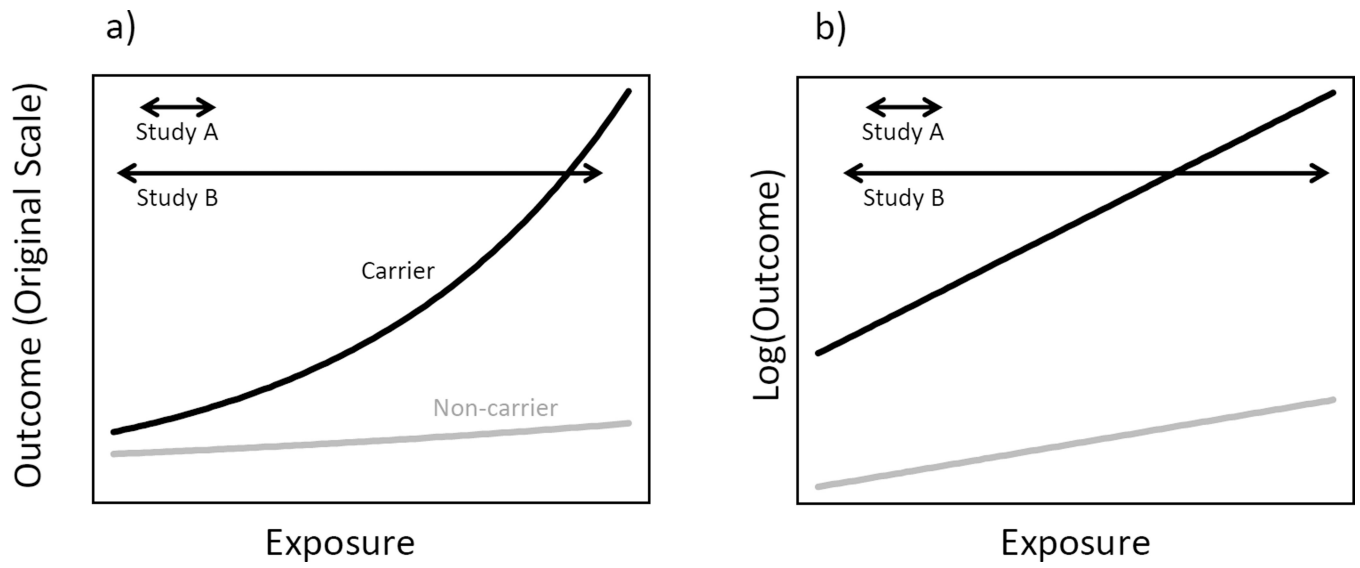 a)
Outcome (Original Scale)
Study A
Study B
Carrier
Non-carrier
Exposure
b)
Log(Outcome)
Study A
Study B
Exposure